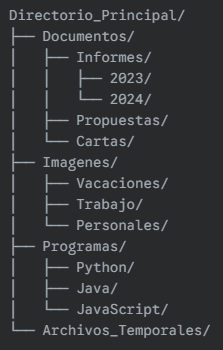 Directorio_Principal/
├── Documentos/
│   ├── Informes/
│   │   ├── 2023/
│   │   └── 2024/
│   ├── Propuestas/
│   └── Cartas/
├── Imagenes/
│   ├── Vacaciones/
│   ├── Trabajo/
│   └── Personales/
├── Programas/
│   ├── Python/
│   ├── Java/
│   └── JavaScript/
└── Archivos_Temporales/